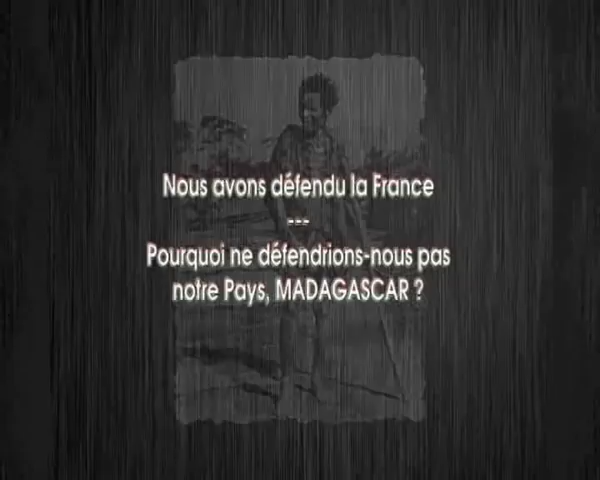 Nous avons défendu la France
---
Pourquoi ne défendrions-nous pas
notre Pays, MADAGASCAR ?